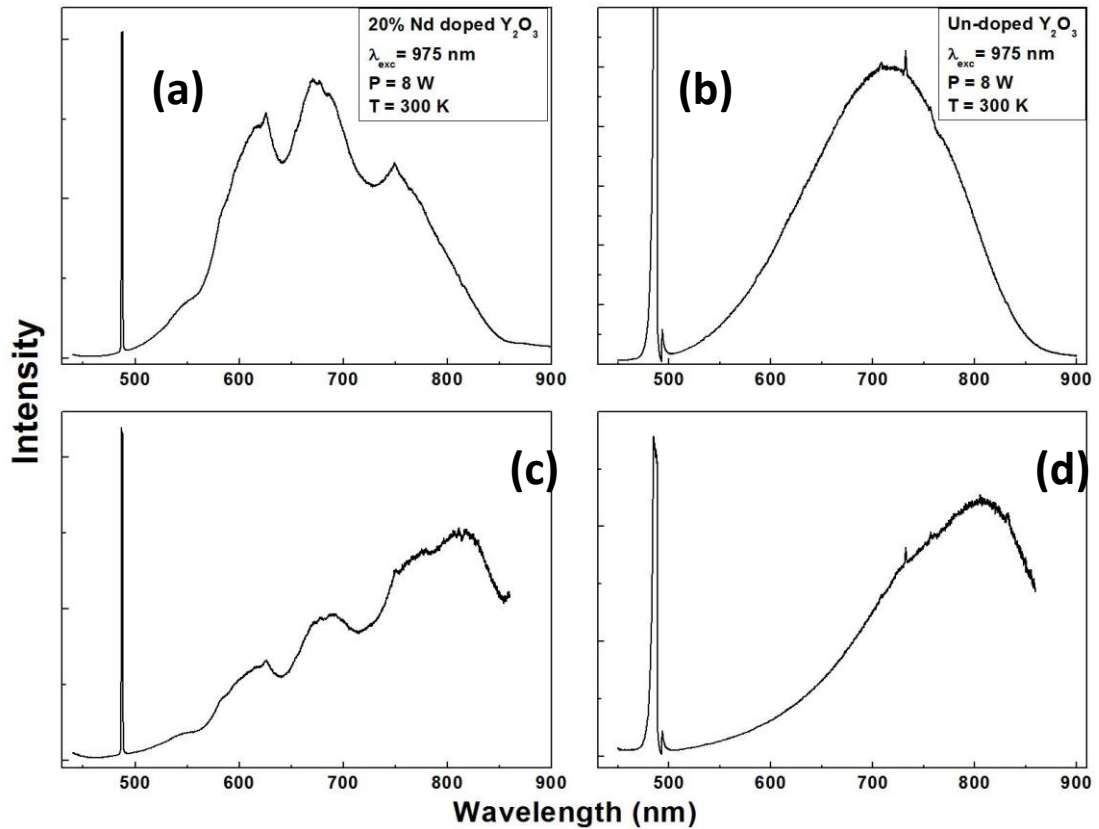 20% Nd doped Y₂O₃
λexc = 975 nm
P = 8 W
T = 300 K
(a)
Un-doped Y₂O₃
λexc = 975 nm
P = 8 W
T = 300 K
(b)
500 600 700 800 900
500 600 700 800 900
Intensity
(c)
(d)
500 600 700 800 900
500 600 700 800 900
Wavelength (nm)